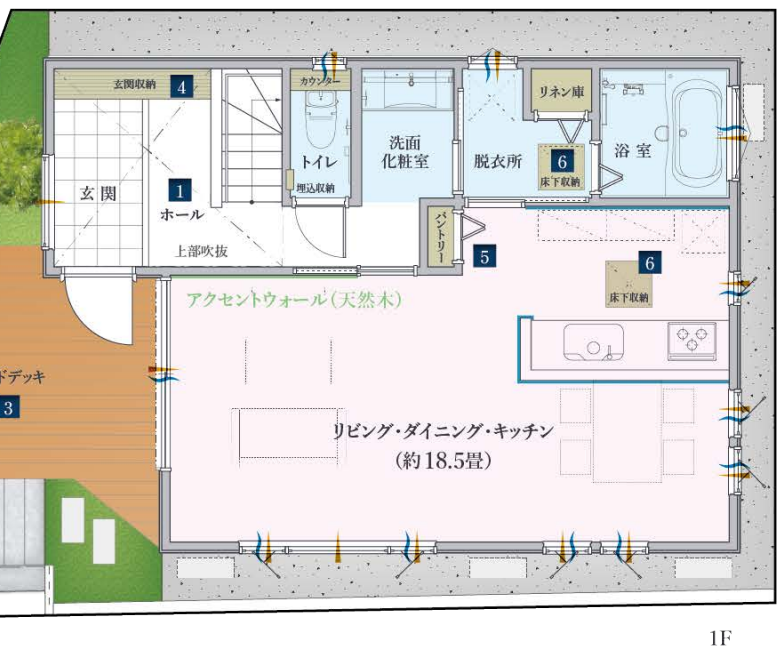 玄関収納 4
カウンター
リネン庫
トイレ
洗面
化粧室
脱衣所
6
床下収納
浴 室
玄 関
1
ホール
埋込収納
上部吹抜
パントリー
5
6
床下収納
アクセントウォール(天然木)
ドデッキ
3
リビング・ダイニング・キッチン
(約18.5畳)
1F